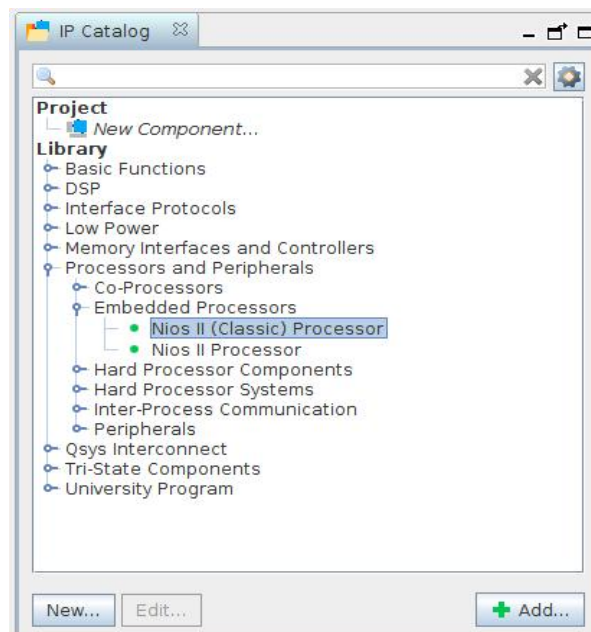 IP Catalog
Project
New Component...
Library
Basic Functions
DSP
Interface Protocols
Low Power
Memory Interfaces and Controllers
Processors and Peripherals
Co-Processors
Embedded Processors
Nios II (Classic) Processor
Nios II Processor
Hard Processor Components
Hard Processor Systems
Inter-Process Communication
Peripherals
Qsys Interconnect
Tri-State Components
University Program
New... Edit... Add...